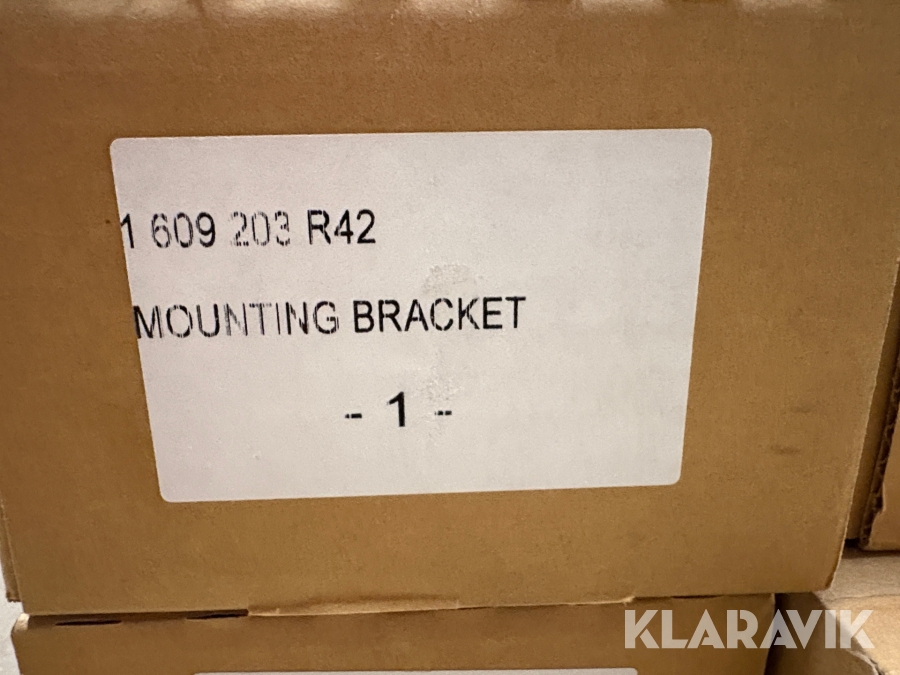 1 609 203 R42
MOUNTING BRACKET
- 1 -
KLARAVIK